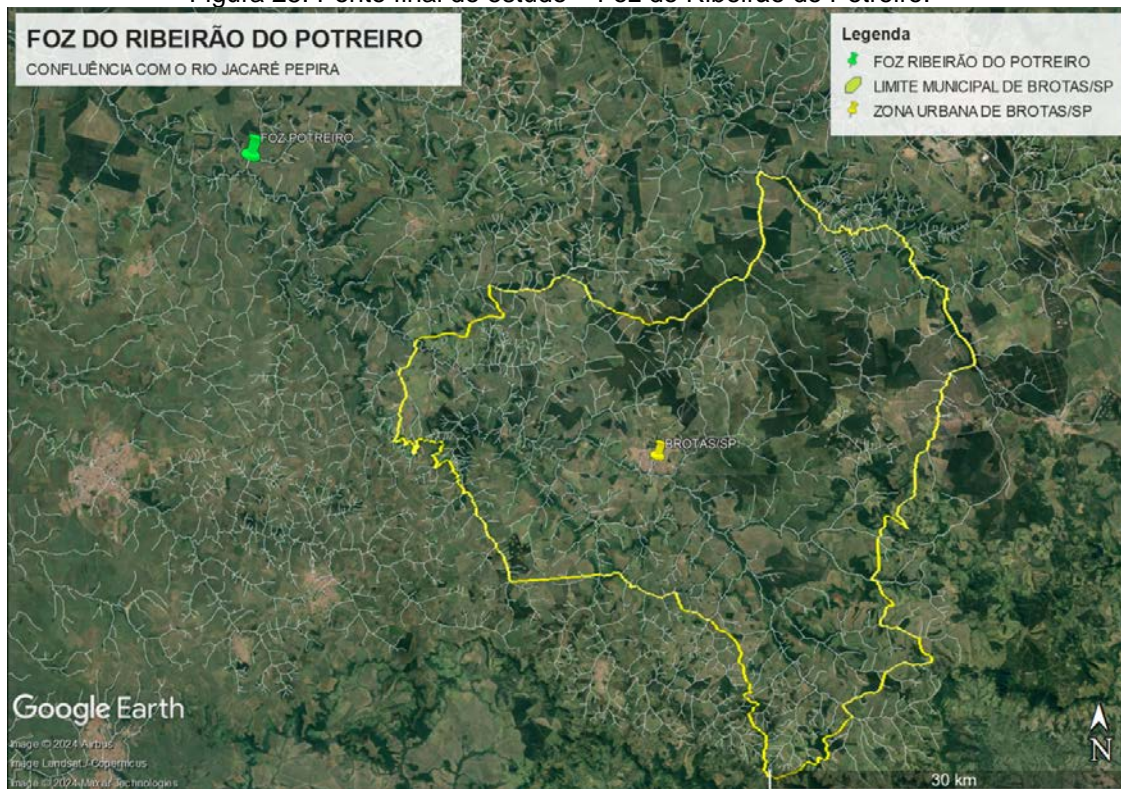 FOZ DO RIBEIRÃO DO POTREIRO
CONFLUÊNCIA COM O RIO JACARÉ PEPIRA
Legenda
FOZ RIBEIRÃO DO POTREIRO
LIMITE MUNICIPAL DE BROTAS/SP
ZONA URBANA DE BROTAS/SP
FOZ POTREIRO
BROTAS/SP
Google Earth
Image © 2024 Airbus
Image Landsat / Copernicus
Image © 2024 Maxar Technologies
N
30 km